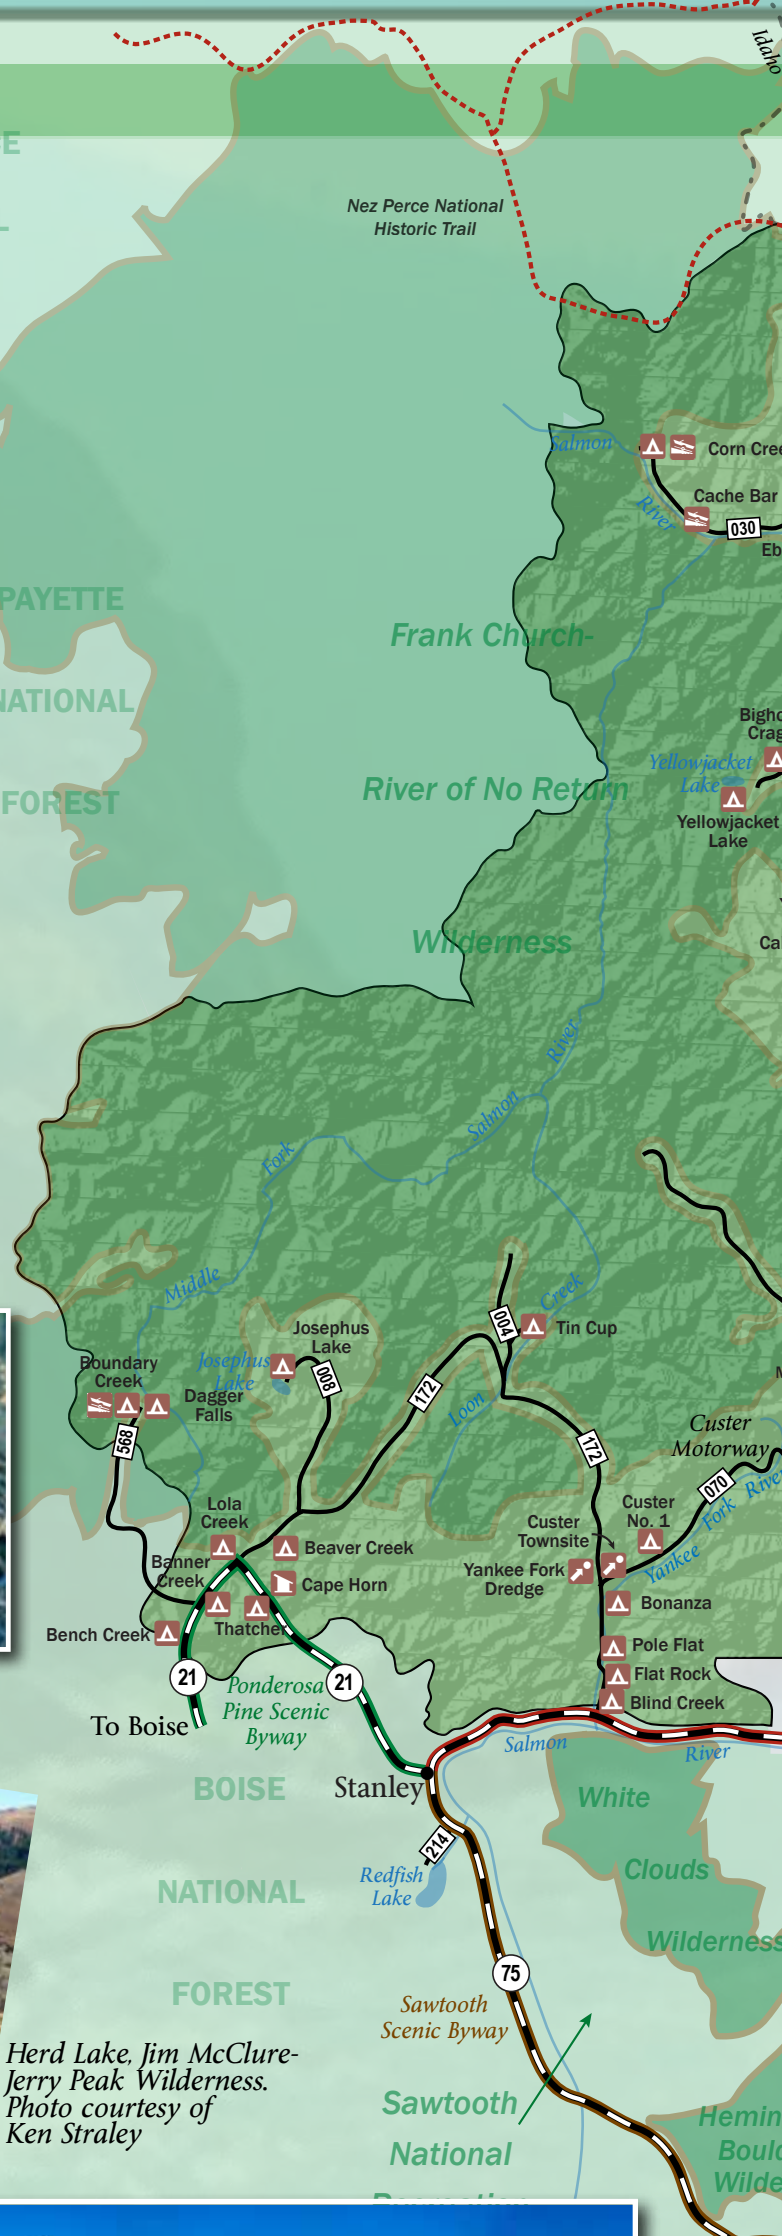 Idaho
Nez Perce National
Historic Trail
Salmon
Corn Cree
Cache Bar
River
030
Eb
PAYETTE
NATIONAL
FOREST
Frank Church-
River of No Return
Wilderness
Bigho
Crag
Yellowjacket
Lake
Yellowjacket
Lake
Ca
River
Salmon
Fork
Middle
Creek
004
Tin Cup
Josephus
Lake
Josephus
Lake
008
Boundary
Creek
Dagger
Falls
568
172
Loon
172
Custer
Motorway
070
River
Fork
Yankee
Custer
No. 1
Custer
Townsite
Yankee Fork
Dredge
Lola
Creek
Beaver Creek
Banner
Creek
Cape Horn
Bonanza
Thatcher
Bench Creek
Pole Flat
Flat Rock
Blind Creek
21
21
Ponderosa
Pine Scenic
Byway
To Boise
Salmon
River
Stanley
BOISE
NATIONAL
FOREST
White
Clouds
Wilderness
214
Redfish
Lake
75
Sawtooth
Scenic Byway
Sawtooth
National
Hemin
Bould
Wilde
Herd Lake, Jim McClure-
Jerry Peak Wilderness.
Photo courtesy of
Ken Straley